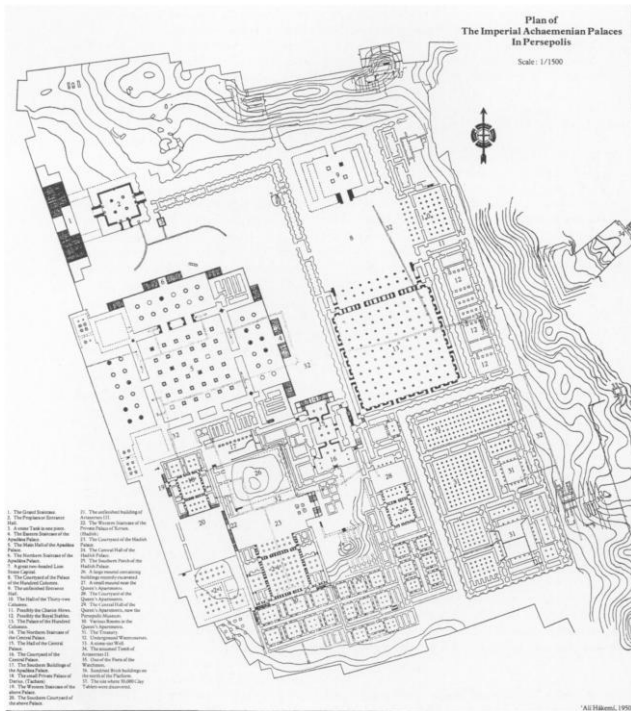 Plan of
The Imperial Achaemenian Palaces
In Persepolis
Scale : 1/1500
1. The Grand Staircase.
2. The Propylaea or Entrance
Hall.
3. A stone Tank in one piece.
4. The Eastern Staircase of the
Apadana Palace.
5. The Main Hall of the Apadana
Palace.
6. The Northern Staircase of the
Apadana Palace.
7. A great two-headed Lion
Stone Capital.
8. The Courtyard of the Palace
of the Hundred Columns.
9. The unfinished Entrance
Hall.
10. The Hall of the Thirty-two
Columns.
11. Possibly the Chariot House.
12. Possibly the Royal Stables.
13. The Palace of the Hundred
Columns.
14. The Northern Staircase of
the Central Palace.
15. The Hall of the Central
Palace.
16. The Courtyard of the
Central Palace.
17. The Southern Buildings of
the Apadana Palace.
18. The small Private Palace of
Darius. (Tachara)
19. The Western Staircase of the
above Palace.
20. The Southern Courtyard of
the above Palace.
21. The unfinished building of
Artaxerxes III.
22. The Western Staircase of the
Private Palace of Xerxes.
(Hadish)
23. The Courtyard of the Hadish
Palace.
24. The Central Hall of the
Hadish Palace.
25. The Southern Porch of the
Hadish Palace.
26. A large mound containing
buildings recently excavated.
27. A small mound near the
Queen's Apartments.
28. The Courtyard of the
Queen's Apartments.
29. The Central Hall of the
Queen's Apartments, now the
Persepolis Museum.
30. Various Rooms in the
Queen's Apartments.
31. The Treasury.
32. Underground Watercourses.
33. A stone-cut Well.
34. The unnamed Tomb of
Artaxerxes II
35. One of the Posts of the
Watchmen.
36. Sundried Brick buildings on
the north of the Platform.
37. The site where 30,000 Clay
Tablets were discovered.
'Ali Hakemi, 1950